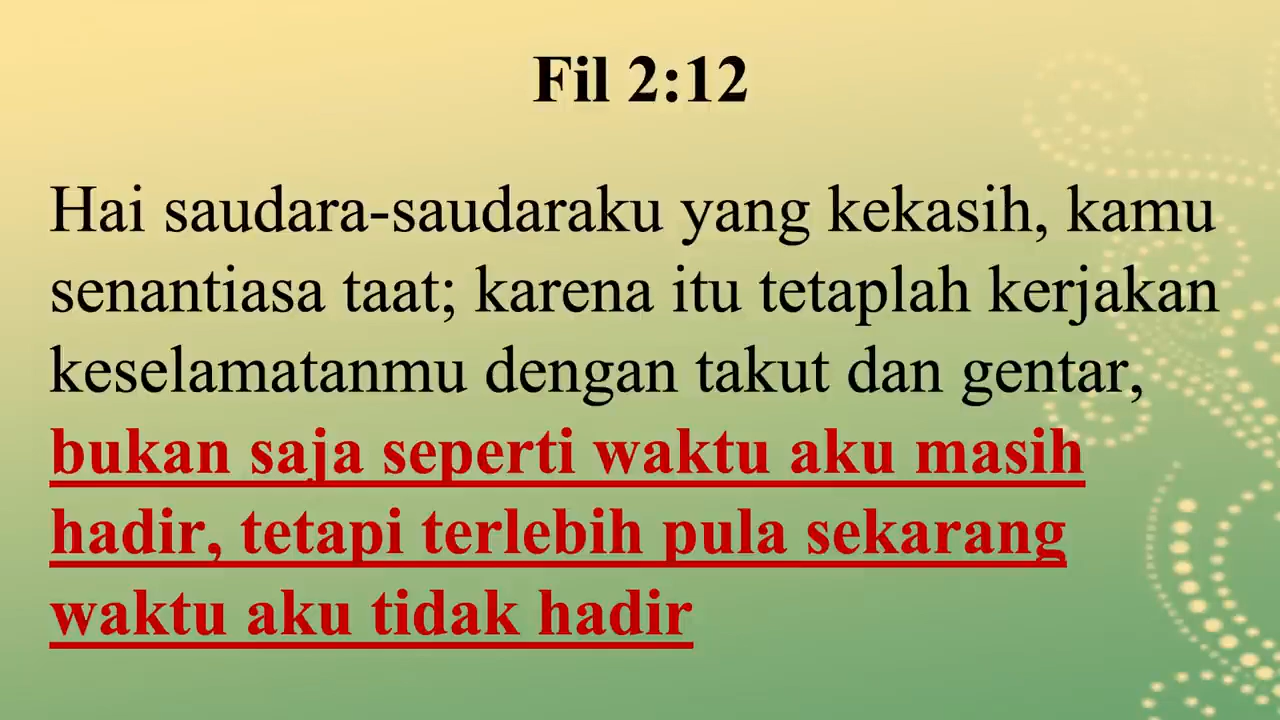 Fil 2:12
Hai saudara-saudaraku yang kekasih, kamu
senantiasa taat; karena itu tetaplah kerjakan
keselamatanmu dengan takut dan gentar,
bukan saja seperti waktu aku masih
hadir, tetapi terlebih pula sekarang
waktu aku tidak hadir